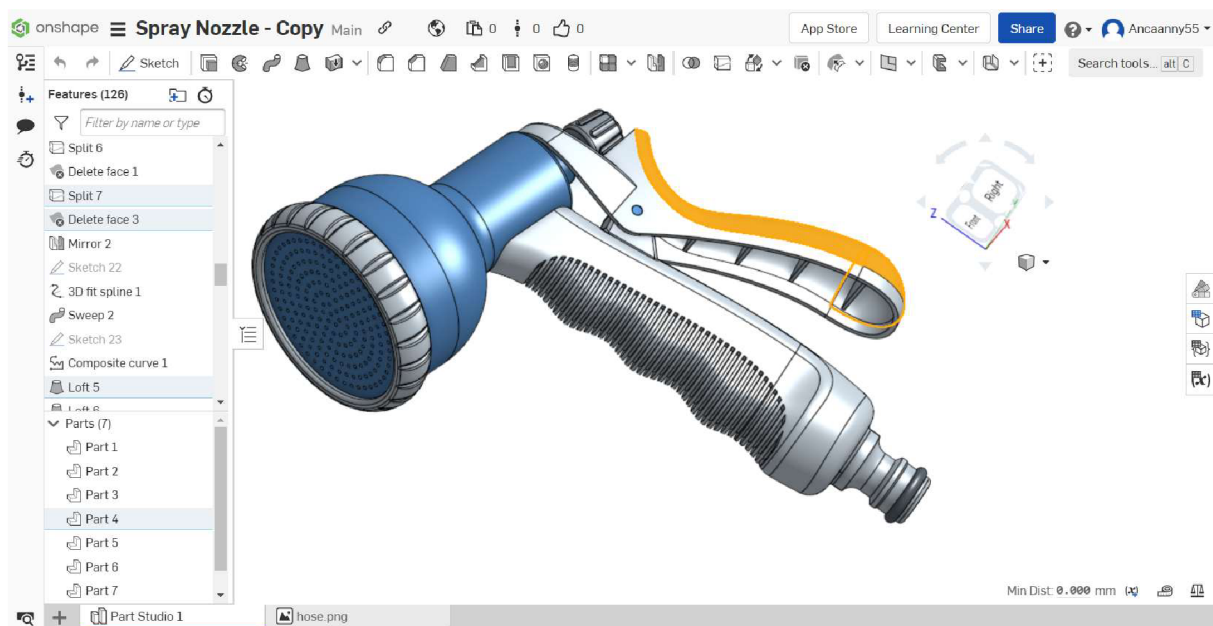 onshape Spray Nozzle - Copy Main 0 0 0 App Store Learning Center Share Ancaanny55
Sketch Search tools... alt C
Features (126)
Filter by name or type
Split 6
Delete face 1
Split 7
Delete face 3
Mirror 2
Sketch 22
3D fit spline 1
Sweep 2
Sketch 23
Composite curve 1
Loft 5
Loft 6
Parts (7)
Part 1
Part 2
Part 3
Part 4
Part 5
Part 6
Part 7
Z
X
Front
Right
Min Dist: 0.000 mm
Part Studio 1 hose.png